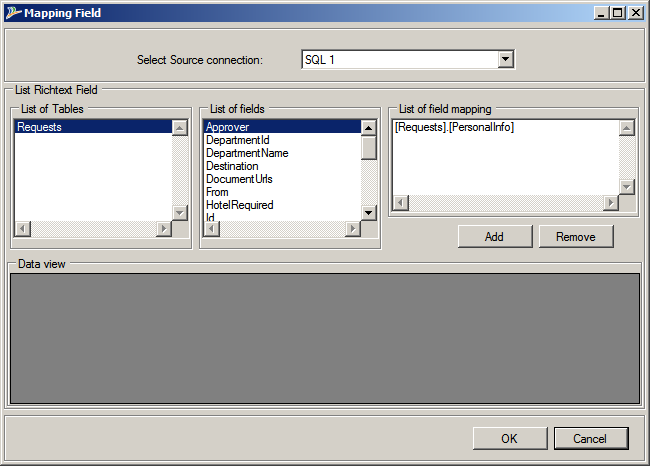 Mapping Field
Select Source connection:
SQL 1
List Richtext Field
List of Tables
Requests
List of fields
Approver
DepartmentId
DepartmentName
Destination
DocumentUrls
From
HotelRequired
Id
List of field mapping
[Requests].[PersonalInfo]
Add
Remove
Data view
OK
Cancel